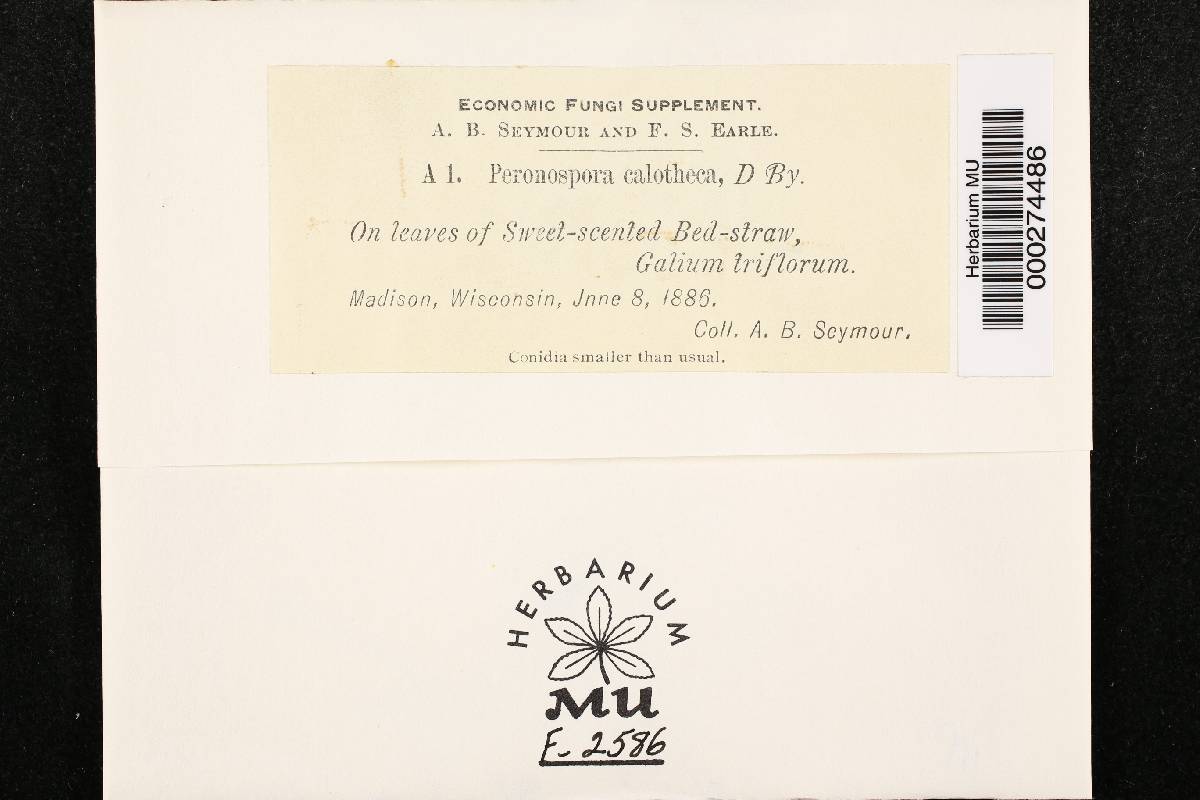 ECONOMIC FUNGI SUPPLEMENT.
A. B. SEYMOUR AND F. S. EARLE.
A 1. Peronospora calotheca, D By.
On leaves of Sweet-scented Bed-straw,
Galium triflorum.
Madison, Wisconsin, Jnne 8, 1886.
Coll. A. B. Seymour.
Conidia smaller than usual.
Herbarium MU
000274486
HERBARIUM
MU
F. 2586